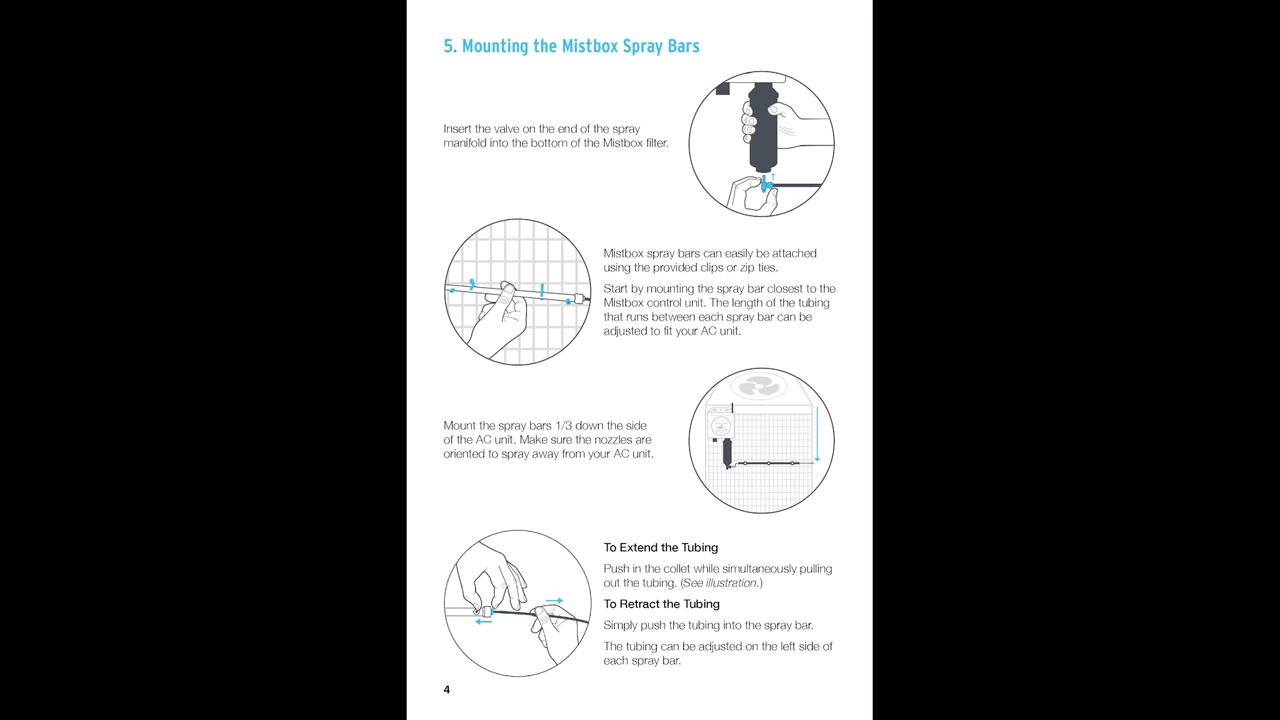 5. Mounting the Mistbox Spray Bars
Insert the valve on the end of the spray
manifold into the bottom of the Mistbox filter.
Mistbox spray bars can easily be attached
using the provided clips or zip ties.
Start by mounting the spray bar closest to the
Mistbox control unit. The length of the tubing
that runs between each spray bar can be
adjusted to fit your AC unit.
Mount the spray bars 1/3 down the side
of the AC unit. Make sure the nozzles are
oriented to spray away from your AC unit.
To Extend the Tubing
Push in the collet while simultaneously pulling
out the tubing. (See illustration.)
To Retract the Tubing
Simply push the tubing into the spray bar.
The tubing can be adjusted on the left side of
each spray bar.
4